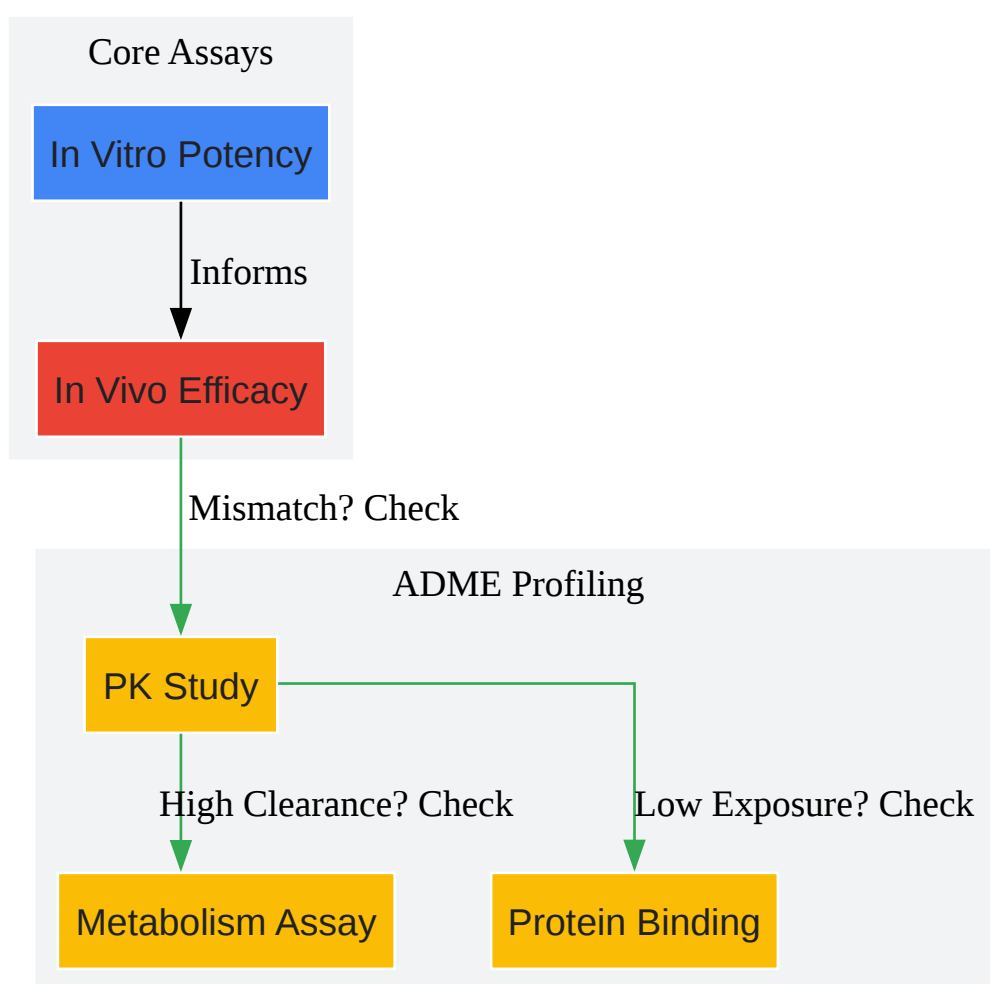 Core Assays
In Vitro Potency
Informs
In Vivo Efficacy
Mismatch? Check
ADME Profiling
PK Study
High Clearance? Check
Low Exposure? Check
Metabolism Assay
Protein Binding